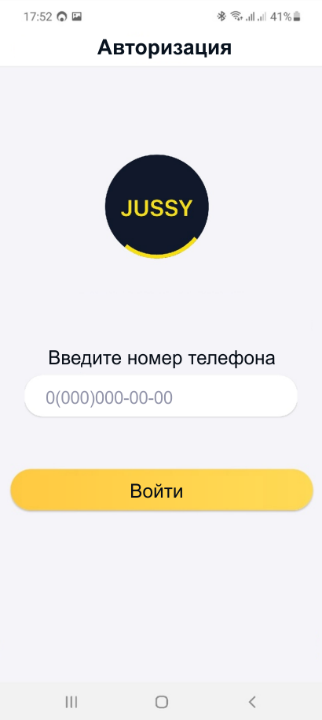 17:52
41%
Авторизация
JUSSY
Введите номер телефона
0(000)000-00-00
Войти